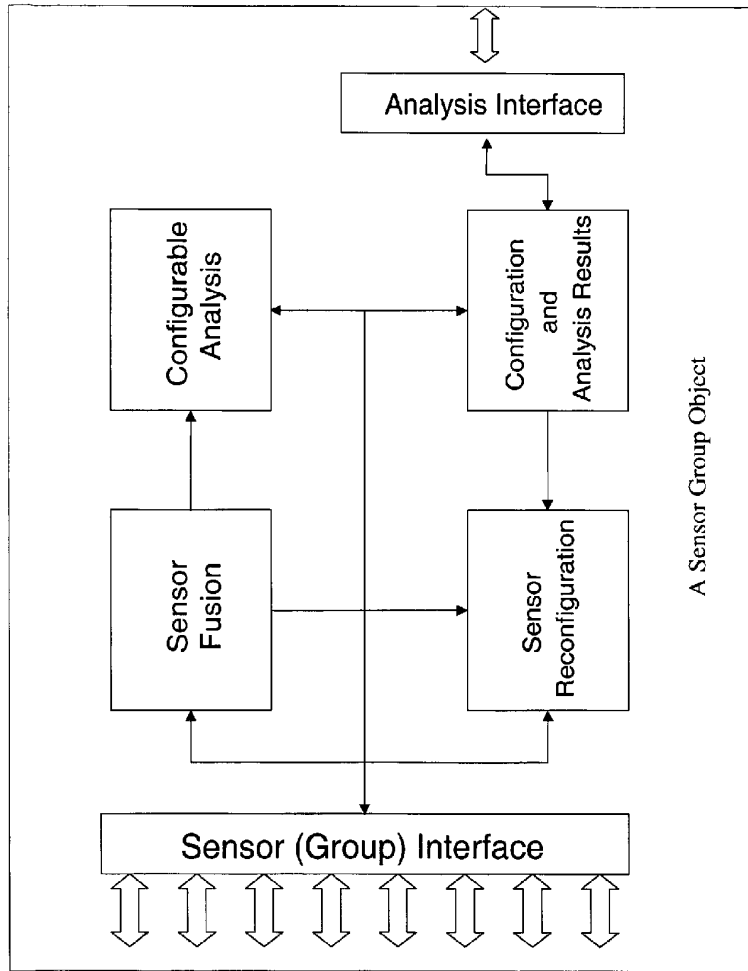 Analysis Interface
Configurable
Analysis
Configuration
and
Analysis Results
Sensor
Fusion
Sensor
Reconfiguration
Sensor (Group) Interface
A Sensor Group Object